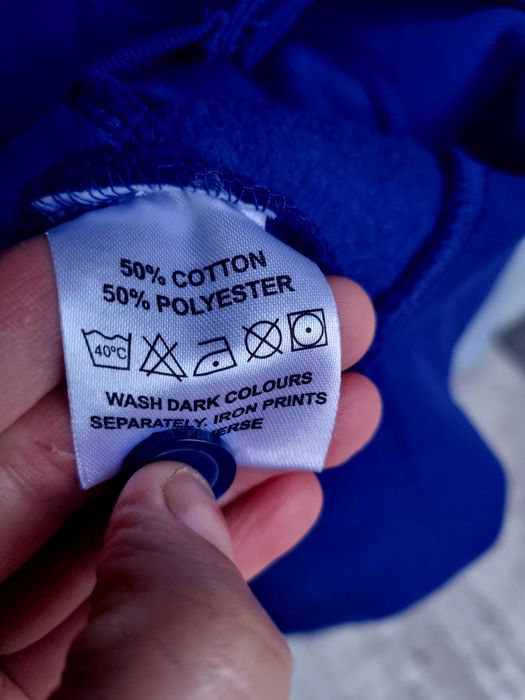 50% COTTON
50% POLYESTER
40°C
WASH DARK COLOURS
SEPARATELY. IRON PRINTS